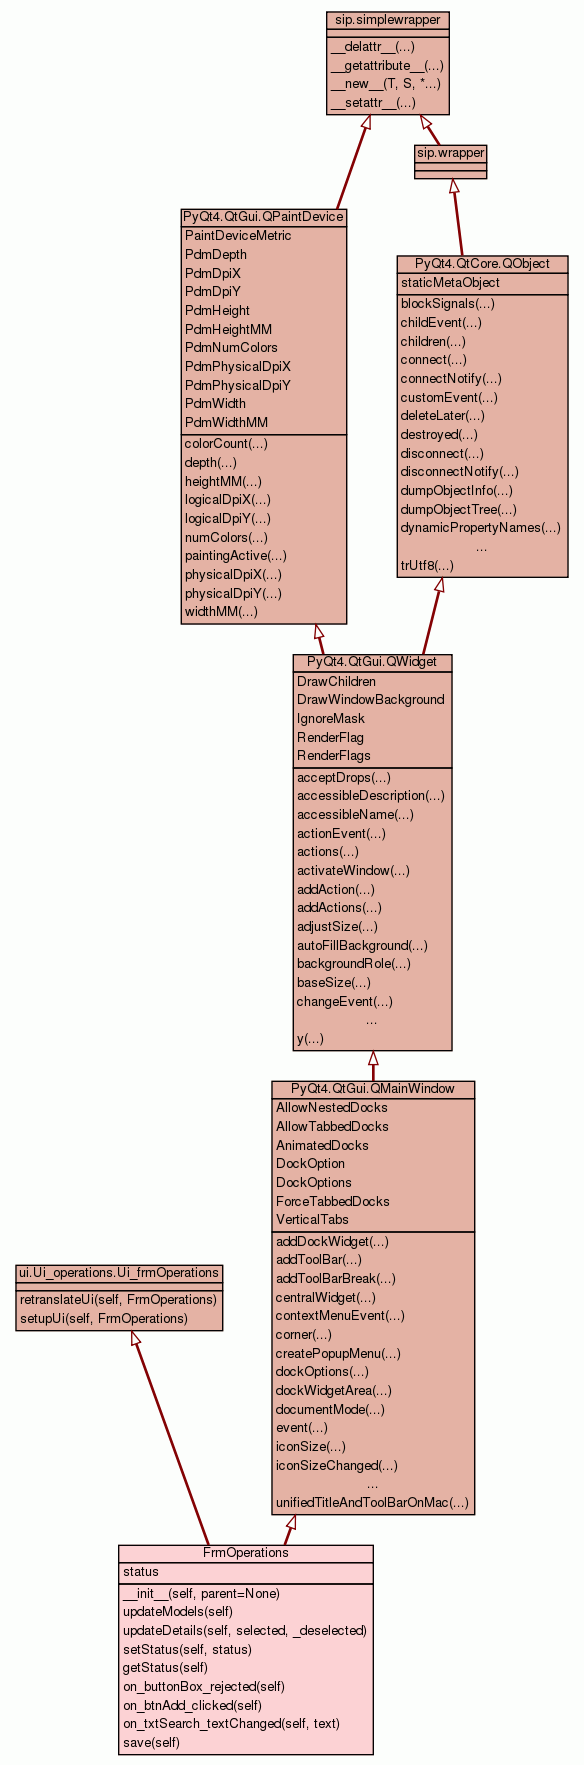 sip.simplewrapper
__delattr__(...)
__getattribute__(...)
__new__(T, S, *...)
__setattr__(...)
sip.wrapper
PyQt4.QtGui.QPaintDevice
PaintDeviceMetric
PdmDepth
PdmDpiX
PdmDpiY
PdmHeight
PdmHeightMM
PdmNumColors
PdmPhysicalDpiX
PdmPhysicalDpiY
PdmWidth
PdmWidthMM
colorCount(...)
depth(...)
heightMM(...)
logicalDpiX(...)
logicalDpiY(...)
numColors(...)
paintingActive(...)
physicalDpiX(...)
physicalDpiY(...)
widthMM(...)
PyQt4.QtCore.QObject
staticMetaObject
blockSignals(...)
childEvent(...)
children(...)
connect(...)
connectNotify(...)
customEvent(...)
deleteLater(...)
destroyed(...)
disconnect(...)
disconnectNotify(...)
dumpObjectInfo(...)
dumpObjectTree(...)
dynamicPropertyNames(...)
...
trUtf8(...)
PyQt4.QtGui.QWidget
DrawChildren
DrawWindowBackground
IgnoreMask
RenderFlag
RenderFlags
acceptDrops(...)
accessibleDescription(...)
accessibleName(...)
actionEvent(...)
actions(...)
activateWindow(...)
addAction(...)
addActions(...)
adjustSize(...)
autoFillBackground(...)
backgroundRole(...)
baseSize(...)
changeEvent(...)
...
y(...)
PyQt4.QtGui.QMainWindow
AllowNestedDocks
AllowTabbedDocks
AnimatedDocks
DockOption
DockOptions
ForceTabbedDocks
VerticalTabs
addDockWidget(...)
addToolBar(...)
addToolBarBreak(...)
centralWidget(...)
contextMenuEvent(...)
corner(...)
createPopupMenu(...)
dockOptions(...)
dockWidgetArea(...)
documentMode(...)
event(...)
iconSize(...)
iconSizeChanged(...)
...
unifiedTitleAndToolBarOnMac(...)
ui.Ui_operations.Ui_frmOperations
retranslateUi(self, FrmOperations)
setupUi(self, FrmOperations)
FrmOperations
status
__init__(self, parent=None)
updateModels(self)
updateDetails(self, selected, _deselected)
setStatus(self, status)
getStatus(self)
on_buttonBox_rejected(self)
on_btnAdd_clicked(self)
on_txtSearch_textChanged(self, text)
save(self)